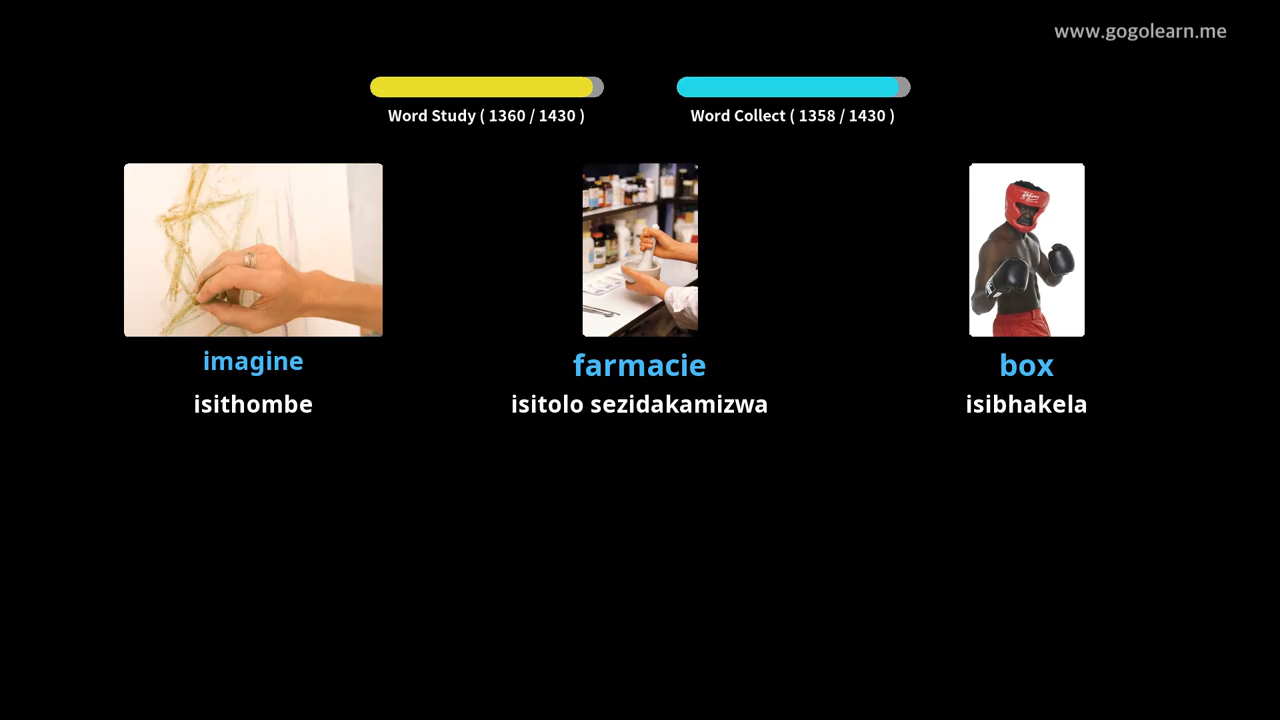 www.gogolearn.me
Word Study ( 1360 / 1430 )
Word Collect ( 1358 / 1430 )
imagine
farmacie
box
isithombe
isitolo sezidakamizwa
isibhakela